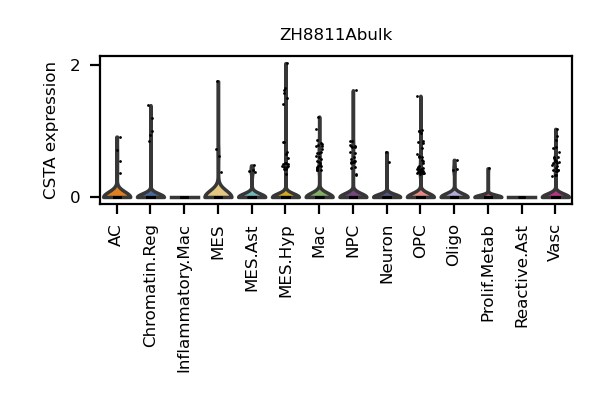 ZH8811Abulk
CSTA expression
2
0
AC
Chromatin.Reg
Inflammatory.Mac
MES
MES.Ast
MES.Hyp
Mac
NPC
Neuron
OPC
Oligo
Prolif.Metab
Reactive.Ast
Vasc